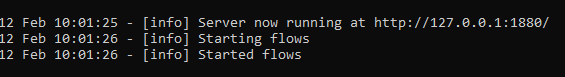 12 Feb 10:01:25 - [info] Server now running at http://127.0.0.1:1880/
12 Feb 10:01:26 - [info] Starting flows
12 Feb 10:01:26 - [info] Started flows